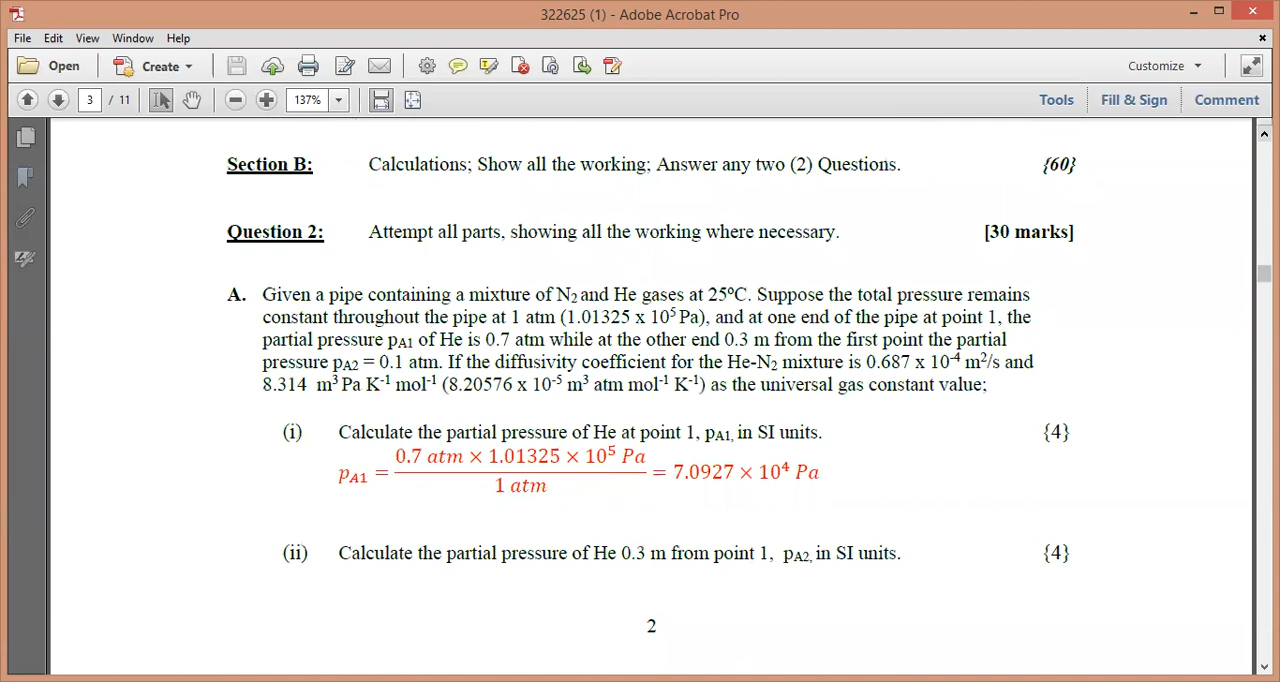 322625 (1) - Adobe Acrobat Pro
File Edit View Window Help
Open Create Customize
3 / 11 137% Tools Fill & Sign Comment
Section B: Calculations; Show all the working; Answer any two (2) Questions. {60}
Question 2: Attempt all parts, showing all the working where necessary. [30 marks]
A. Given a pipe containing a mixture of N₂ and He gases at 25ºC. Suppose the total pressure remains
constant throughout the pipe at 1 atm (1.01325 x 10⁵ Pa), and at one end of the pipe at point 1, the
partial pressure pA1 of He is 0.7 atm while at the other end 0.3 m from the first point the partial
pressure pA2 = 0.1 atm. If the diffusivity coefficient for the He-N₂ mixture is 0.687 x 10⁻⁴ m²/s and
8.314 m³ Pa K⁻¹ mol⁻¹ (8.20576 x 10⁻⁵ m³ atm mol⁻¹ K⁻¹) as the universal gas constant value;
(i) Calculate the partial pressure of He at point 1, pA1, in SI units. {4}
pA1 = 0.7 atm × 1.01325 × 10⁵ Pa / 1 atm = 7.0927 × 10⁴ Pa
(ii) Calculate the partial pressure of He 0.3 m from point 1, pA2, in SI units. {4}
2